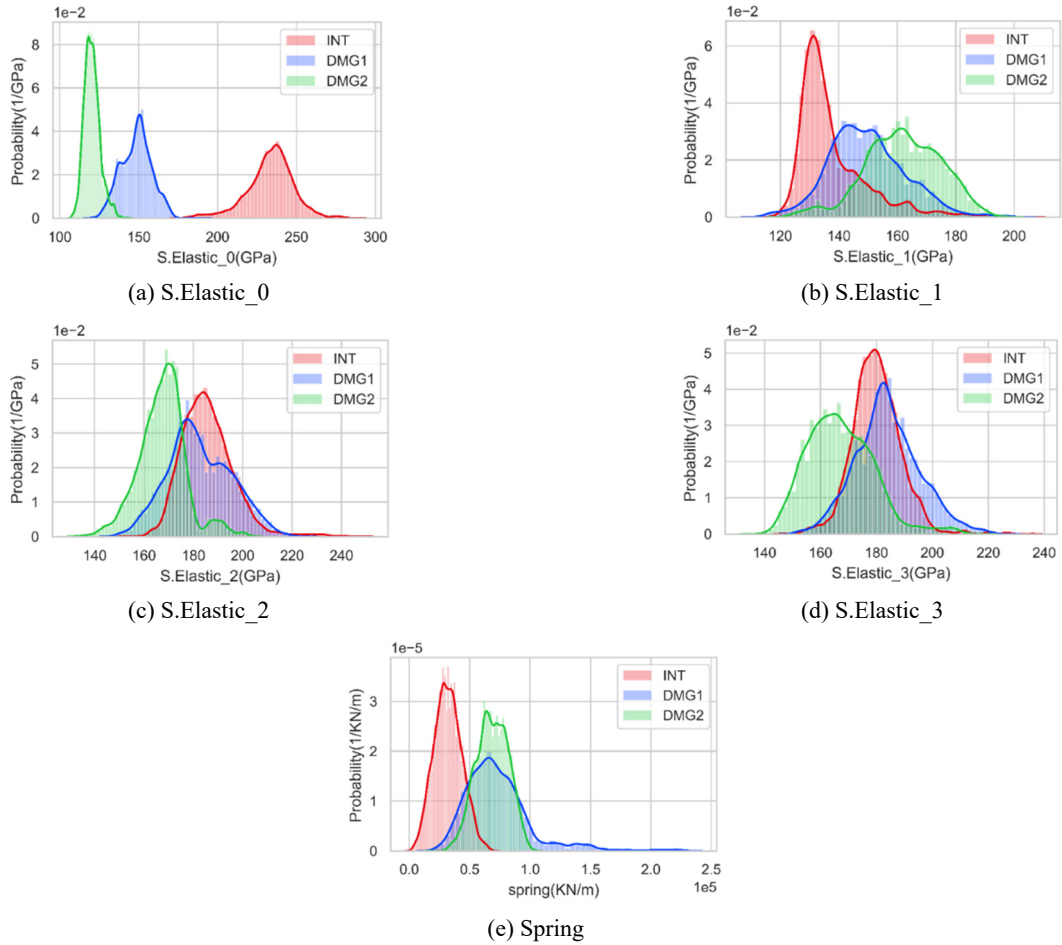 1e−2
Probability(1/GPa)
8
6
4
2
0
INT
DMG1
DMG2
100 150 200 250 300
S.Elastic_0(GPa)
(a) S.Elastic_0
1e−2
Probability(1/GPa)
6
4
2
0
INT
DMG1
DMG2
120 140 160 180 200
S.Elastic_1(GPa)
(b) S.Elastic_1
1e−2
Probability(1/GPa)
5
4
3
2
1
0
INT
DMG1
DMG2
140 160 180 200 220 240
S.Elastic_2(GPa)
(c) S.Elastic_2
1e−2
Probability(1/GPa)
5
4
3
2
1
0
INT
DMG1
DMG2
140 160 180 200 220 240
S.Elastic_3(GPa)
(d) S.Elastic_3
1e−5
Probability(1/KN/m)
3
2
1
0
INT
DMG1
DMG2
0.0 0.5 1.0 1.5 2.0 2.5
1e5
spring(KN/m)
(e) Spring